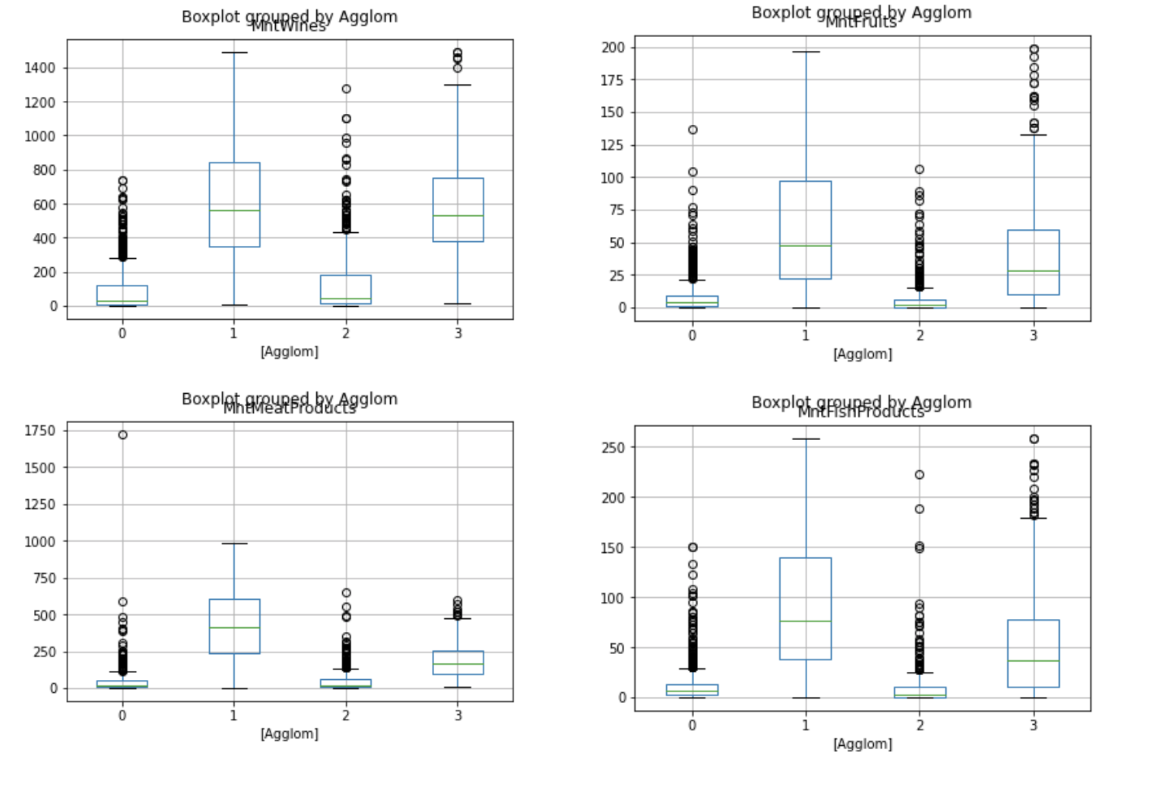 Boxplot grouped by Agglom
MntWines
1400
1200
1000
800
600
400
200
0
0 1 2 3
[Agglom]
Boxplot grouped by Agglom
MntFruits
200
175
150
125
100
75
50
25
0
0 1 2 3
[Agglom]
Boxplot grouped by Agglom
MntMeatProducts
1750
1500
1250
1000
750
500
250
0
0 1 2 3
[Agglom]
Boxplot grouped by Agglom
MntFishProducts
250
200
150
100
50
0
0 1 2 3
[Agglom]